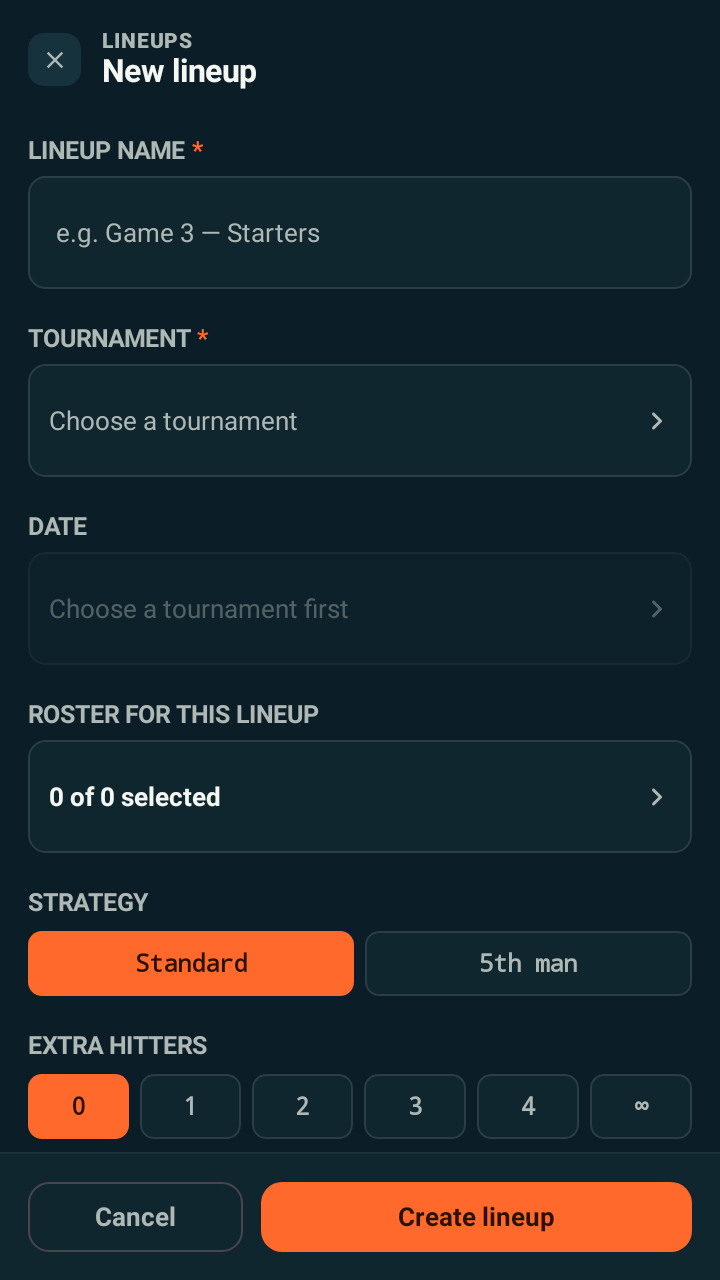 LINEUPS
New lineup
LINEUP NAME *
e.g. Game 3 — Starters
TOURNAMENT *
Choose a tournament
DATE
Choose a tournament first
ROSTER FOR THIS LINEUP
0 of 0 selected
STRATEGY
Standard 5th man
EXTRA HITTERS
0 1 2 3 4 ∞
Cancel Create lineup